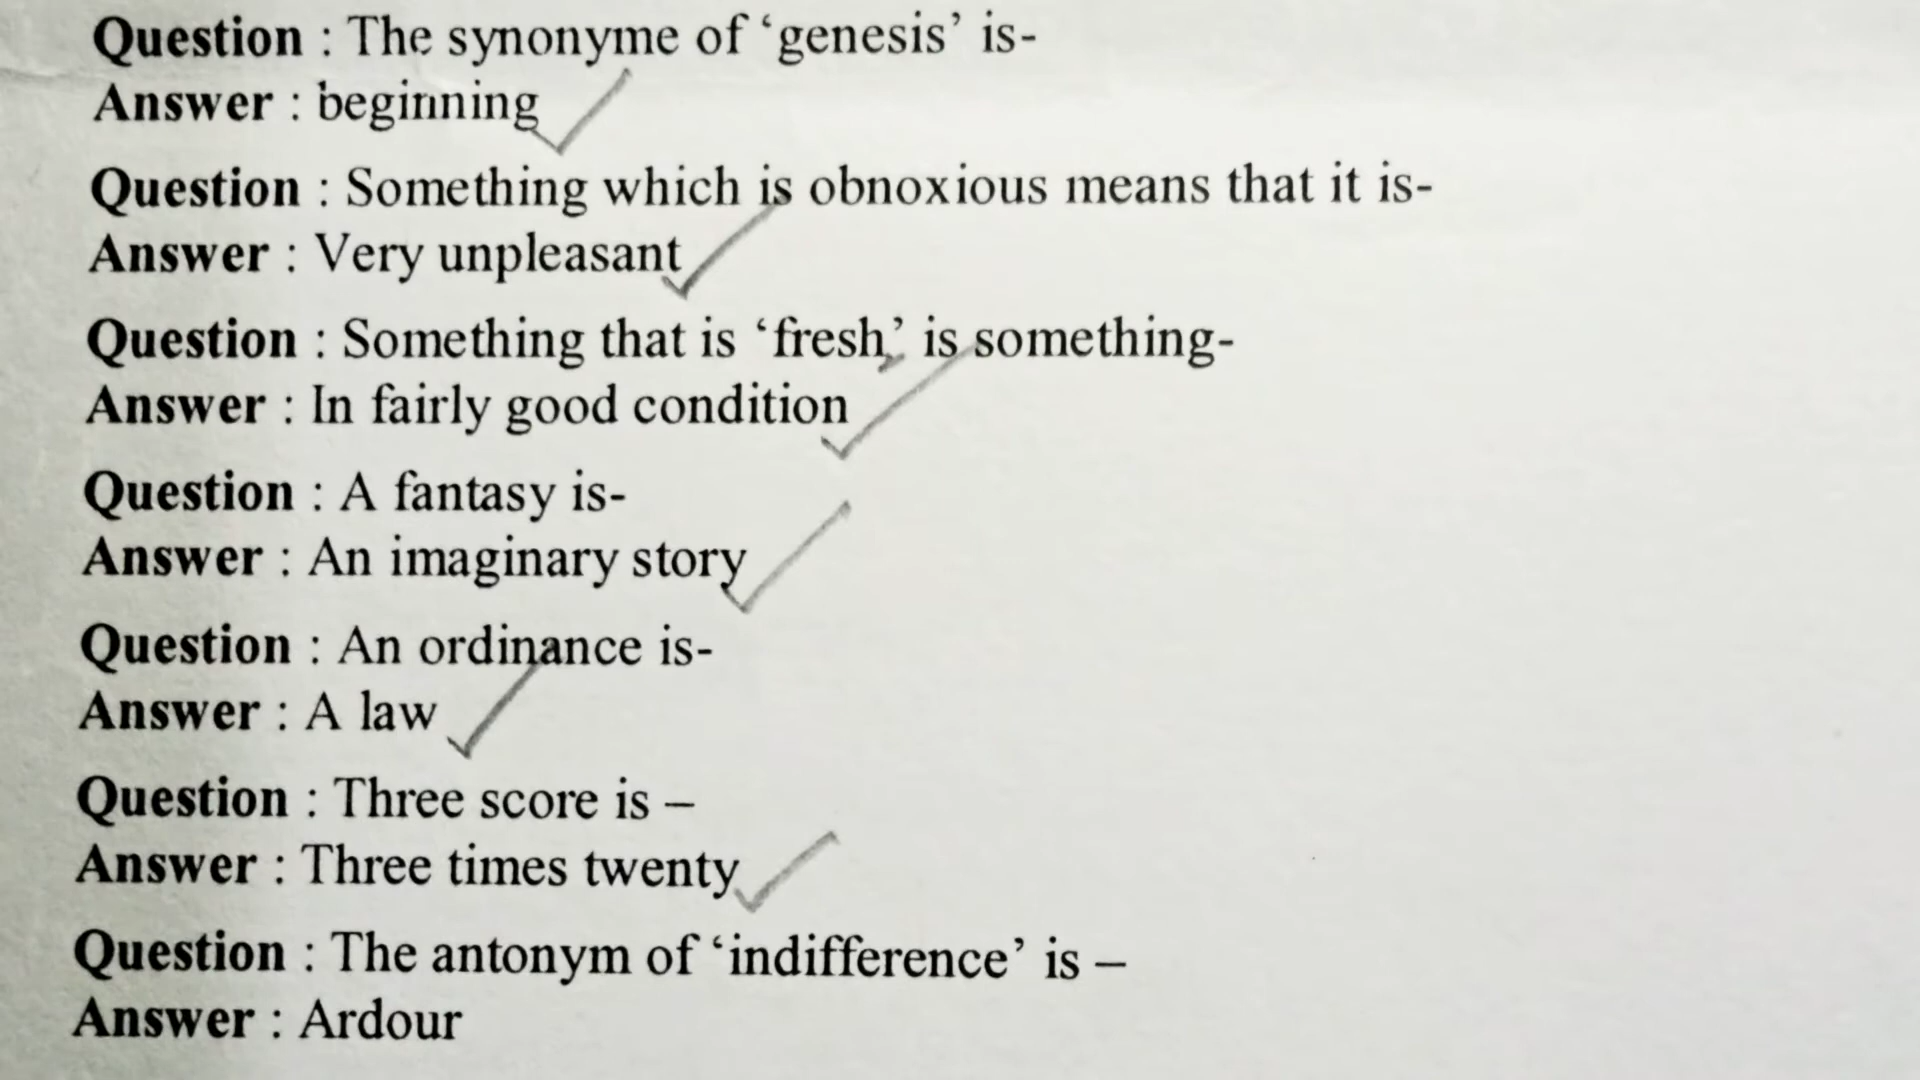 Question : The synonyme of ‘genesis’ is-
Answer : beginning
Question : Something which is obnoxious means that it is-
Answer : Very unpleasant
Question : Something that is ‘fresh’ is something-
Answer : In fairly good condition
Question : A fantasy is-
Answer : An imaginary story
Question : An ordinance is-
Answer : A law
Question : Three score is –
Answer : Three times twenty
Question : The antonym of ‘indifference’ is –
Answer : Ardour